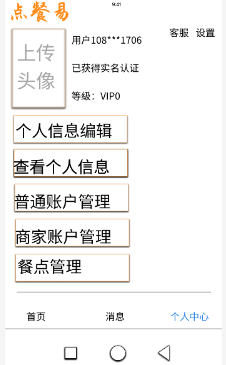 9:41
点餐易
客服 设置
上传
头像
用户108***1706
已获得实名认证
等级：VIP0
个人信息编辑
查看个人信息
普通账户管理
商家账户管理
餐点管理
首页 消息 个人中心